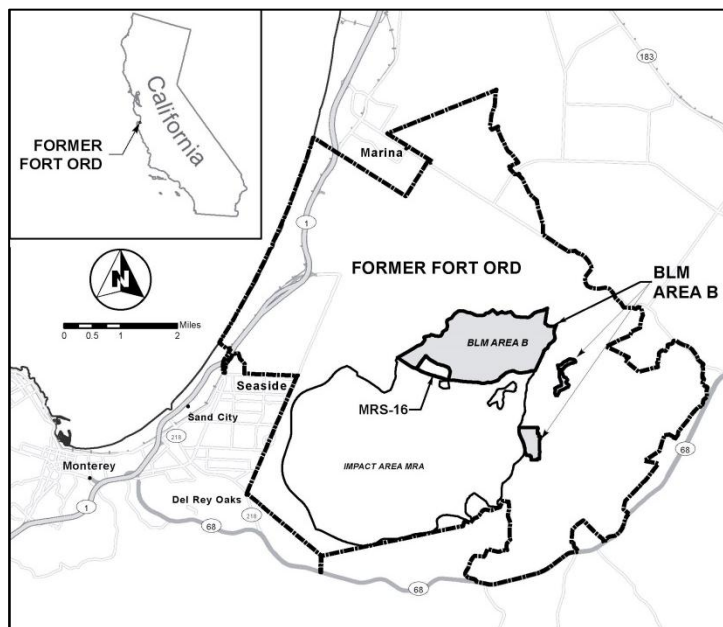 California
FORMER
FORT ORD
183
Marina
1
N
0 0.5 1 2 Miles
FORMER FORT ORD
BLM
AREA B
BLM AREA B
Seaside
MRS-16
Sand City
218
Monterey
IMPACT AREA MRA
68
Del Rey Oaks
218
1
68
68